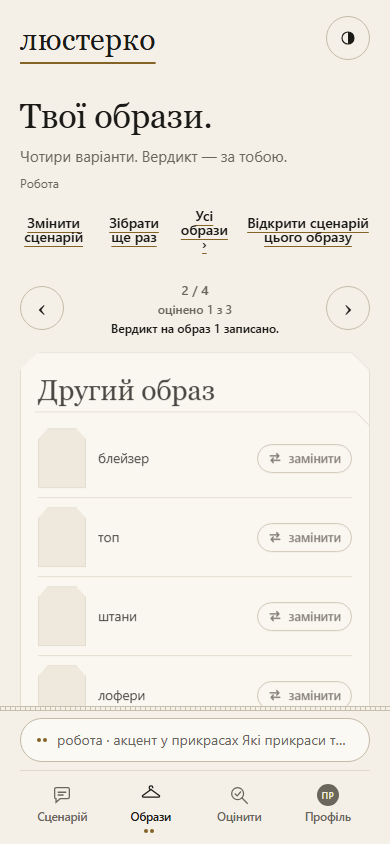 люстерко
Твої образи.
Чотири варіанти. Вердикт — за тобою.
Робота
Змінити сценарій
Зібрати ще раз
Усі образи ›
Відкрити сценарій цього образу
‹
2 / 4
›
оцінено 1 з 3
Вердикт на образ 1 записано.
Другий образ
блейзер
⇄ замінити
топ
⇄ замінити
штани
⇄ замінити
лофери
⇄ замінити
робота · акцент у прикрасах Які прикраси т...
Сценарій
Образи
Оцінити
ПР
Профіль